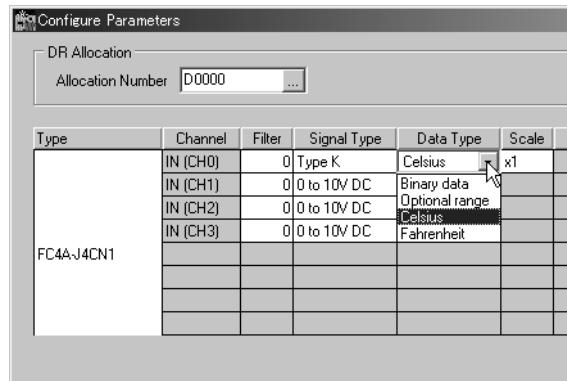 Configure Parameters
DR Allocation
Allocation Number D0000 ...
Type Channel Filter Signal Type Data Type Scale
IN (CH0) 0 Type K Celsius x1
IN (CH1) 0 0 to 10V DC Binary data
IN (CH2) 0 0 to 10V DC Optional range
Celsius
IN (CH3) 0 0 to 10V DC Fahrenheit
FC4A-J4CN1